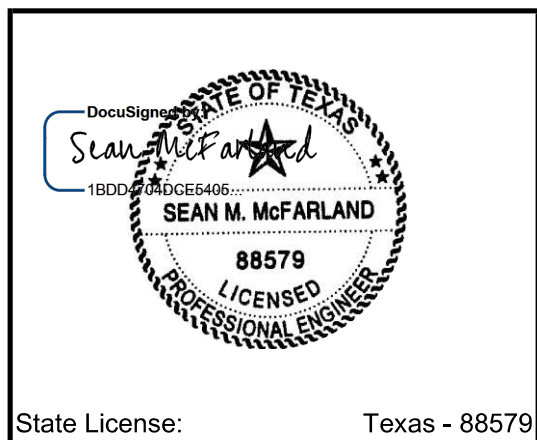 DocuSigned by:
Sean McFarland
1BDD4704DCE5405...
STATE OF TEXAS
SEAN M. McFARLAND
88579
LICENSED
PROFESSIONAL ENGINEER
State License: Texas - 88579